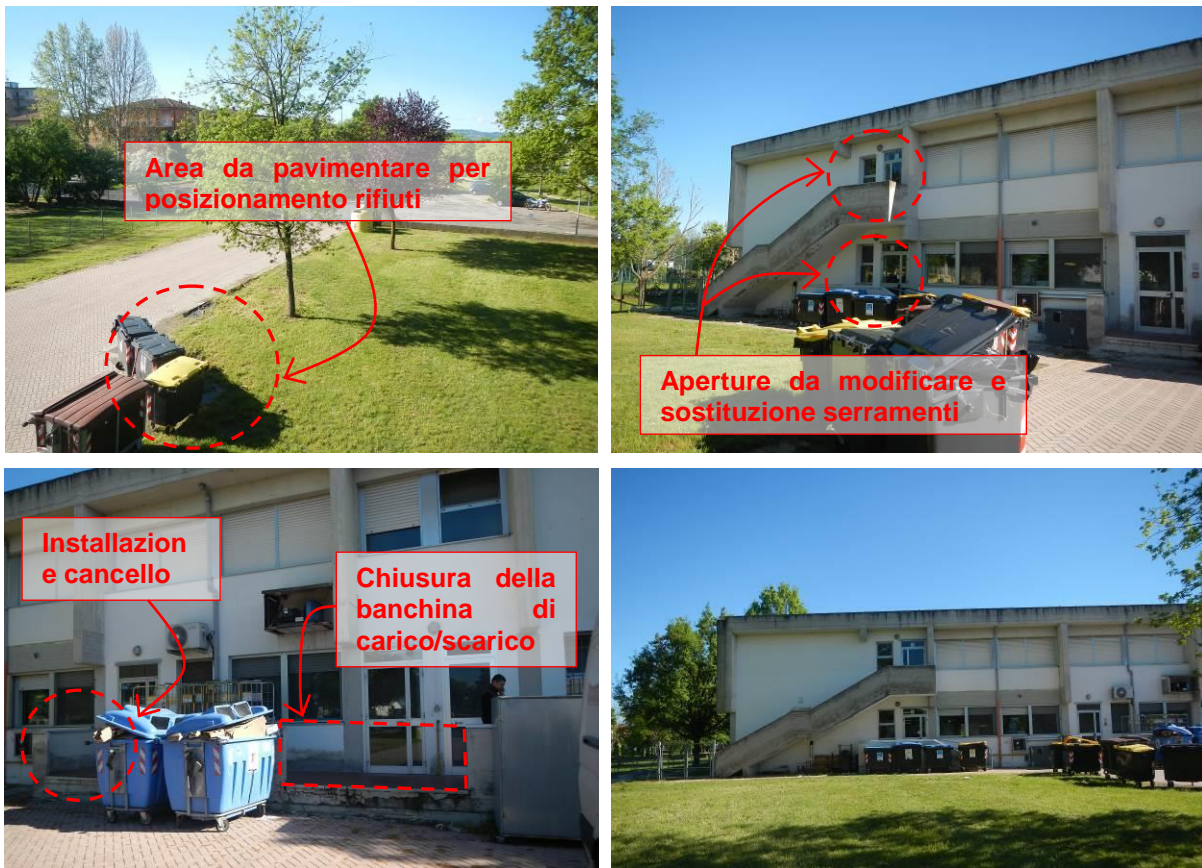 Area da pavimentare per
posizionamento rifiuti
Aperture da modificare e
sostituzione serramenti
Installazion
e cancello
Chiusura della
banchina di
carico/scarico